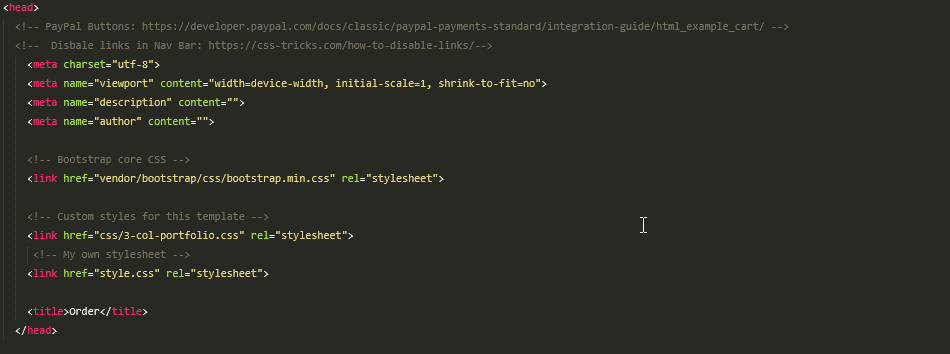 <head>
<!-- PayPal Buttons: https://developer.paypal.com/docs/classic/paypal-payments-standard/integration-guide/html_example_cart/ -->
<!--  Disbale links in Nav Bar: https://css-tricks.com/how-to-disable-links/-->
<meta charset="utf-8">
<meta name="viewport" content="width=device-width, initial-scale=1, shrink-to-fit=no">
<meta name="description" content="">
<meta name="author" content="">
<!-- Bootstrap core CSS -->
<link href="vendor/bootstrap/css/bootstrap.min.css" rel="stylesheet">
<!-- Custom styles for this template -->
<link href="css/3-col-portfolio.css" rel="stylesheet">
<!-- My own stylesheet -->
<link href="style.css" rel="stylesheet">
<title>Order</title>
</head>